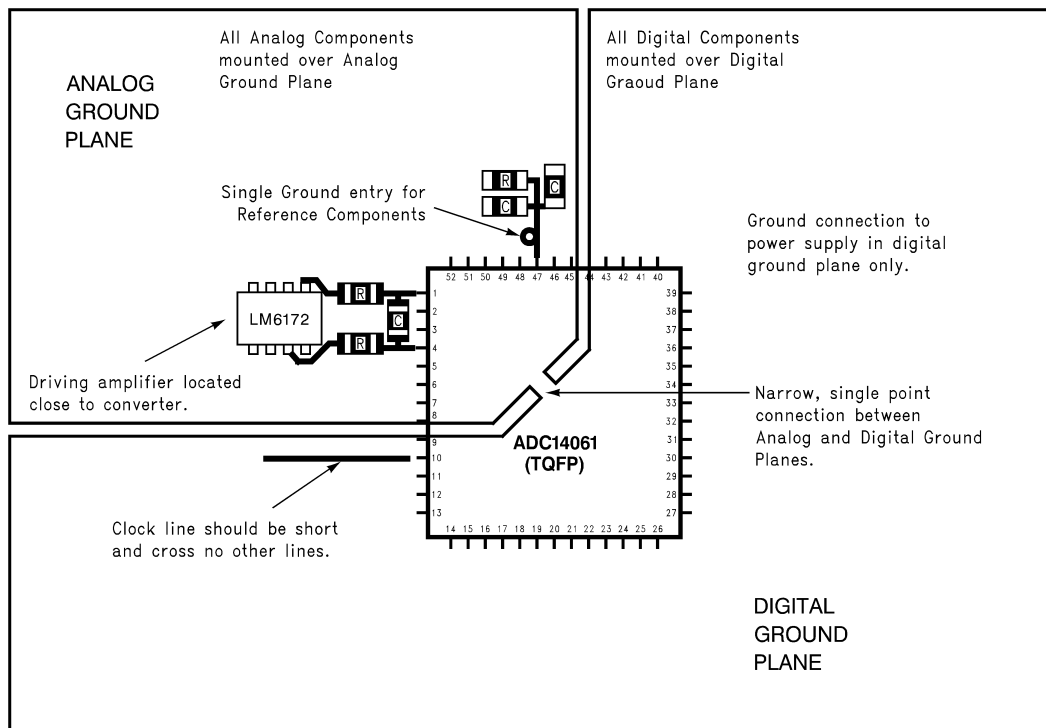 All Analog Components
mounted over Analog
Ground Plane
All Digital Components
mounted over Digital
Graoud Plane
ANALOG
GROUND
PLANE
R
C
C
Single Ground entry for
Reference Components
Ground connection to
power supply in digital
ground plane only.
52 51 50 49 48 47 46 45 44 43 42 41 40
1
2
3
4
5
6
7
8
9
10
11
12
13
39
38
37
36
35
34
33
32
31
30
29
28
27
R
C
R
LM6172
Driving amplifier located
close to converter.
Narrow, single point
connection between
Analog and Digital Ground
Planes.
ADC14061
(TQFP)
14 15 16 17 18 19 20 21 22 23 24 25 26
Clock line should be short
and cross no other lines.
DIGITAL
GROUND
PLANE